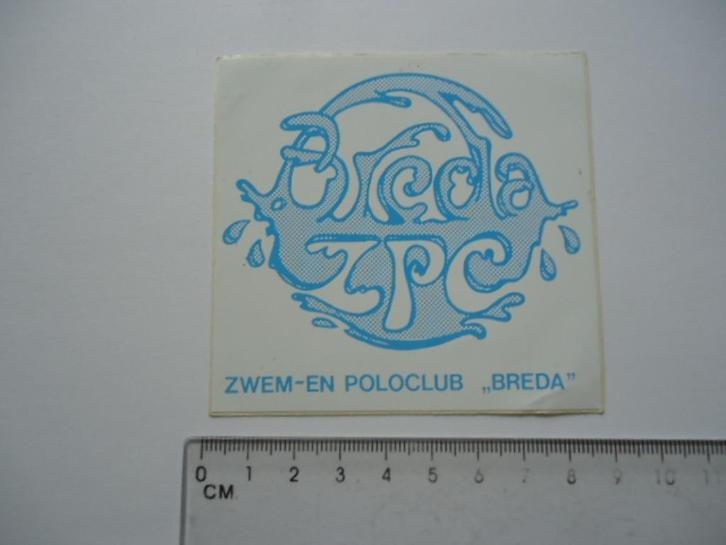 Breda
ZPC
ZWEM-EN POLOCLUB „BREDA”
0 1 2 3 4 5 6 7 8 9 10 11
CM